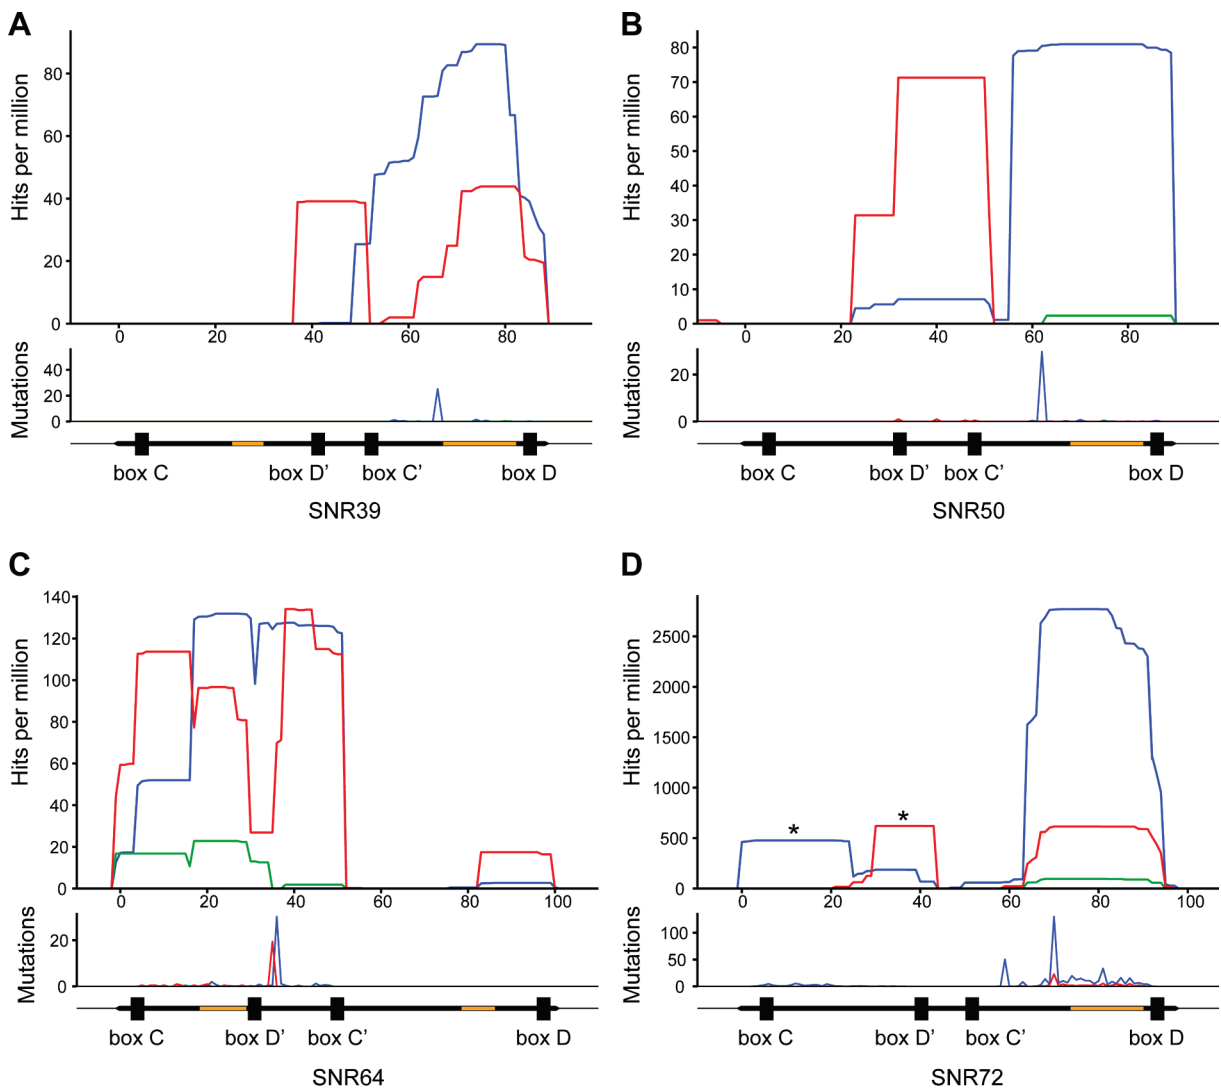 A
Hits per million
80
60
40
20
0
0 20 40 60 80
Mutations
40
20
0
box C box D’ box C’ box D
SNR39
B
Hits per million
80
70
60
50
40
30
20
10
0
0 20 40 60 80
Mutations
20
0
box C box D’ box C’ box D
SNR50
C
Hits per million
140
120
100
80
60
40
20
0
0 20 40 60 80 100
Mutations
20
0
box C box D’ box C’ box D
SNR64
D
Hits per million
2500
2000
1500
1000
500
0
* *
0 20 40 60 80 100
Mutations
100
50
0
box C box D’ box C’ box D
SNR72